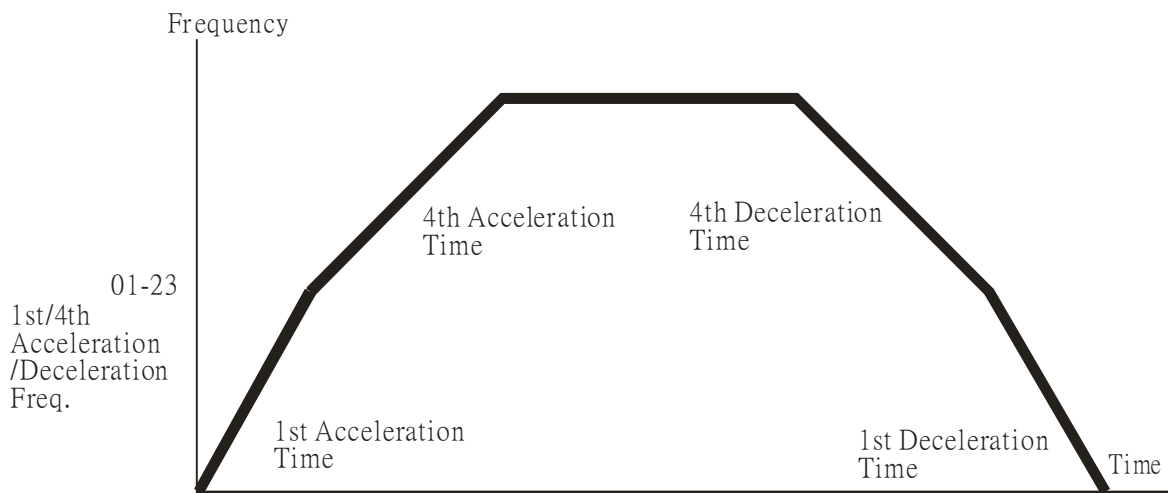 Frequency
4th Acceleration
Time
4th Deceleration
Time
01-23
1st/4th
Acceleration
/Deceleration
Freq.
1st Acceleration
Time
1st Deceleration
Time
Time